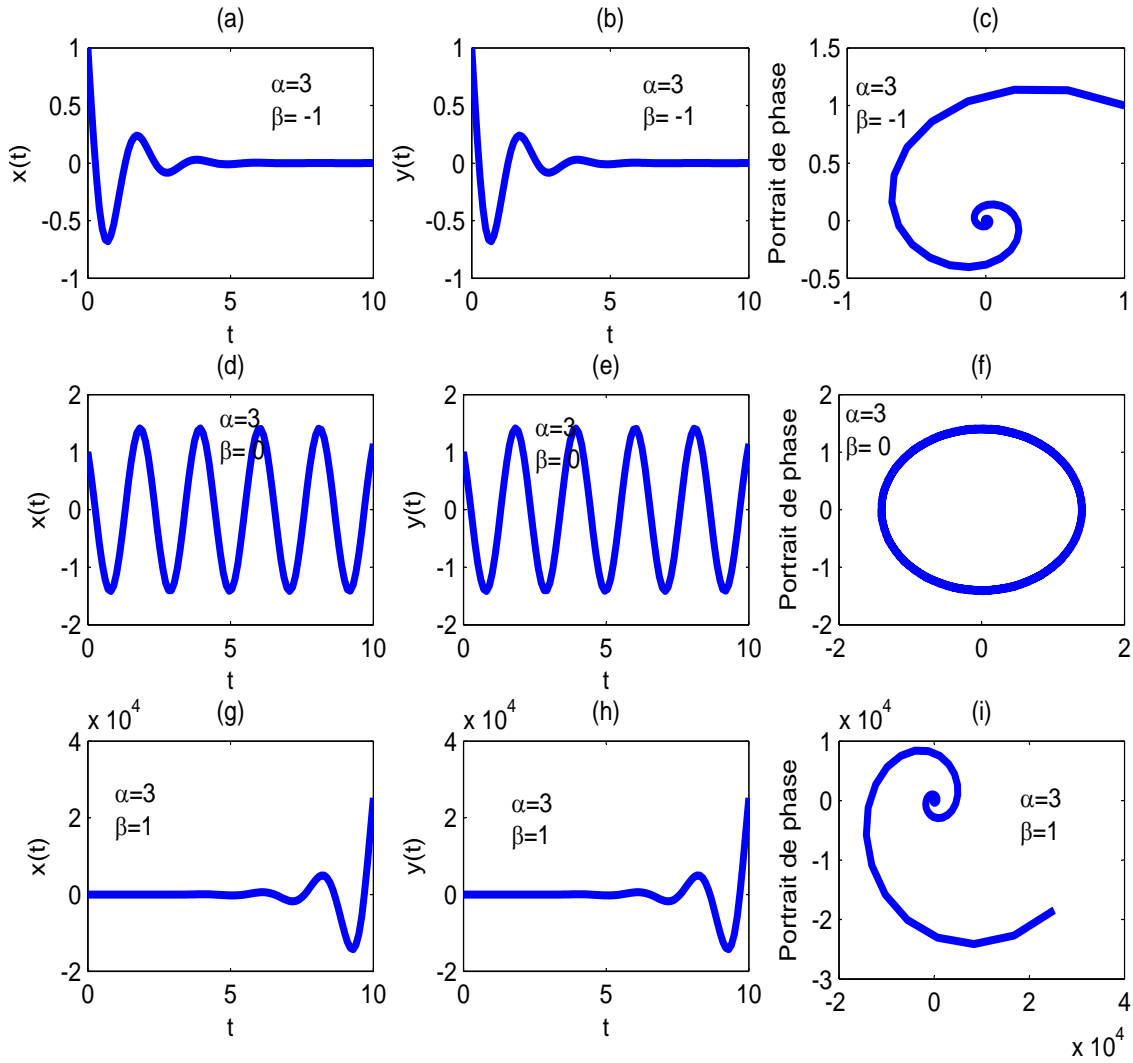 (a)
α=3
β= -1
x(t)
1
0.5
0
-0.5
-1
0
5
10
t
(b)
α=3
β= -1
y(t)
1
0.5
0
-0.5
-1
0
5
10
t
(c)
α=3
β= -1
Portrait de phase
1.5
1
0.5
0
-0.5
-1
0
1
(d)
α=3
β= 0
x(t)
2
1
0
-1
-2
0
5
10
t
(e)
α=3
β= 0
y(t)
2
1
0
-1
-2
0
5
10
t
(f)
α=3
β= 0
Portrait de phase
2
1
0
-1
-2
-2
0
2
x 10^4
(g)
α=3
β=1
x(t)
4
2
0
-2
0
5
10
t
x 10^4
(h)
α=3
β=1
y(t)
4
2
0
-2
0
5
10
t
x 10^4
(i)
α=3
β=1
Portrait de phase
1
0
-1
-2
-3
-2
0
2
4
x 10^4